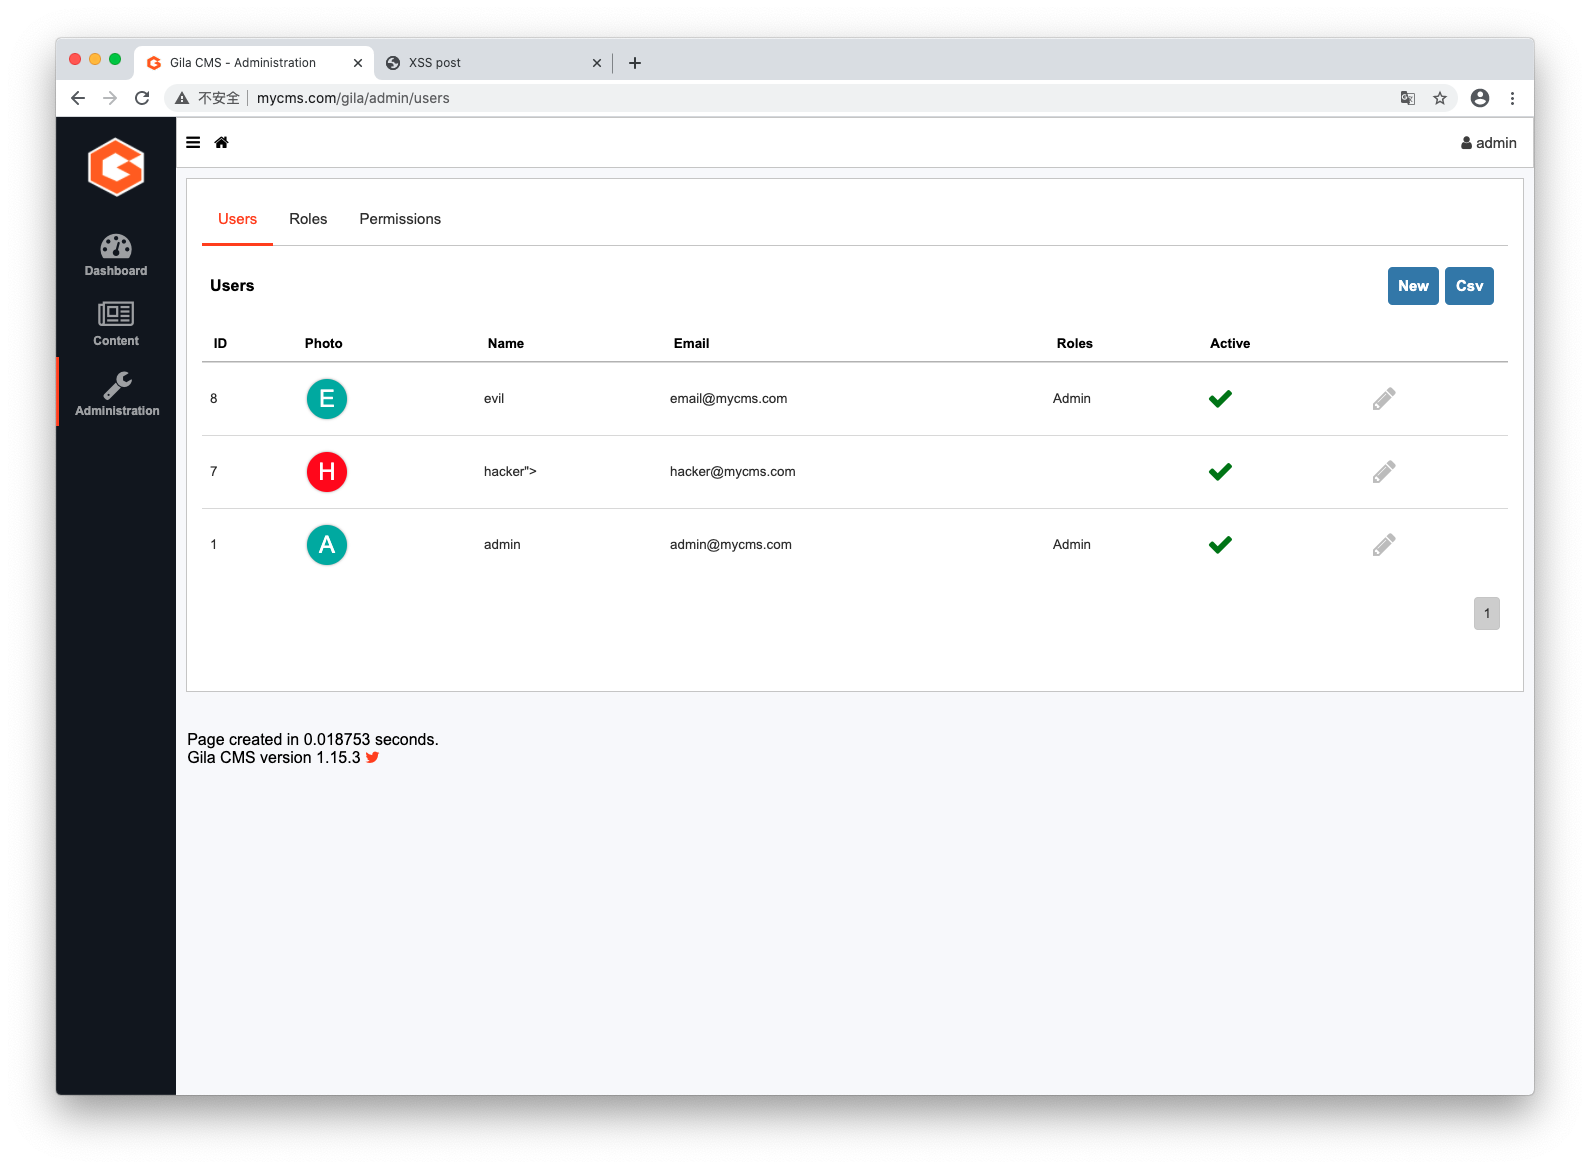 Gila CMS - Administration
XSS post
不安全
mycms.com/gila/admin/users
admin
Dashboard
Content
Administration
Users Roles Permissions
Users
New Csv
ID Photo Name Email Roles Active
8 E evil email@mycms.com Admin
7 H hacker"> hacker@mycms.com
1 A admin admin@mycms.com Admin
1
Page created in 0.018753 seconds.
Gila CMS version 1.15.3